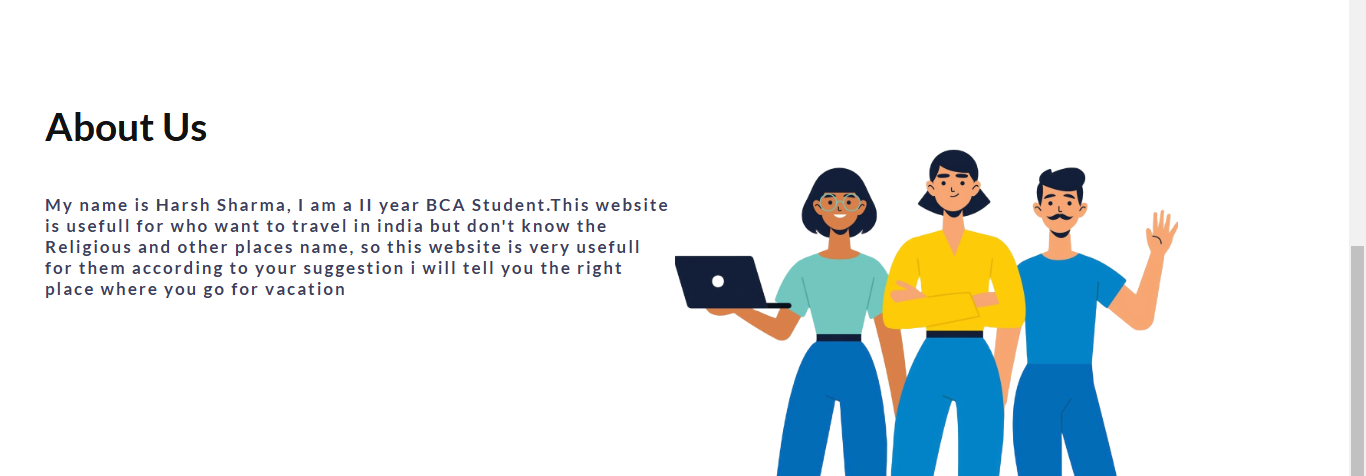 About Us
My name is Harsh Sharma, I am a II year BCA Student.This website
is usefull for who want to travel in india but don't know the
Religious and other places name, so this website is very usefull
for them according to your suggestion i will tell you the right
place where you go for vacation